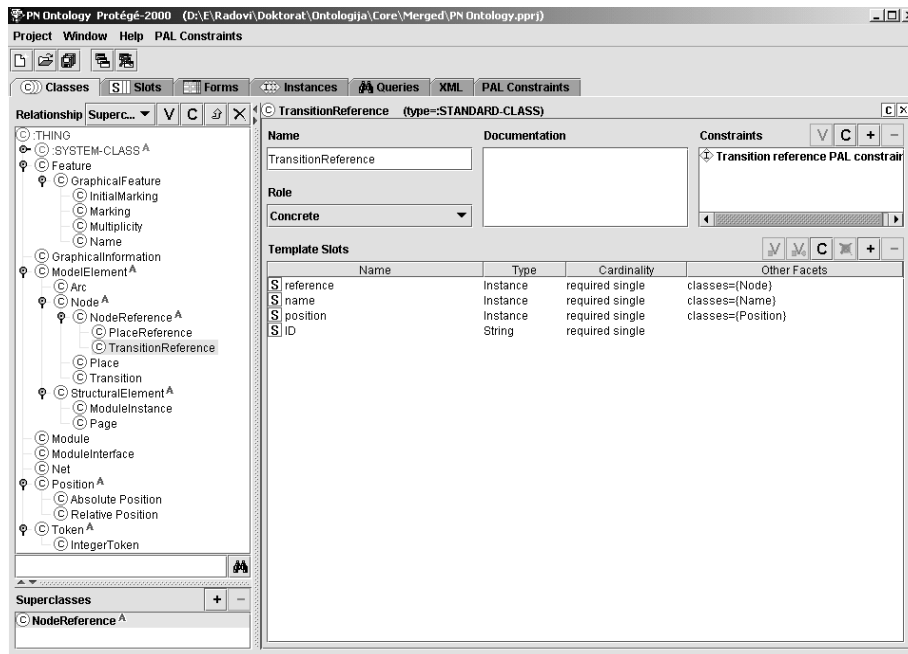 PN Ontology Protégé-2000 (D:\E\Radovi\Doktorat\Ontologija\Core\Merged\PN Ontology.pprj)
Project Window Help PAL Constraints
C Classes S Slots Forms Instances Queries XML PAL Constraints
Relationship Superc... V C
C :THING
C :SYSTEM-CLASS A
C Feature
C GraphicalFeature
C InitialMarking
C Marking
C Multiplicity
C Name
C GraphicalInformation
C ModelElement A
C Arc
C Node A
C NodeReference A
C PlaceReference
C TransitionReference
C Place
C Transition
C StructuralElement A
C ModuleInstance
C Page
C Module
C ModuleInterface
C Net
C Position A
C Absolute Position
C Relative Position
C Token A
C IntegerToken
Superclasses + −
C NodeReference A
C TransitionReference (type=:STANDARD-CLASS) C ×
Name Documentation Constraints V C + −
TransitionReference
Transition reference PAL constrair
Role
Concrete
Template Slots V V C + −
Name Type Cardinality Other Facets
S reference Instance required single classes={Node}
S name Instance required single classes={Name}
S position Instance required single classes={Position}
S ID String required single